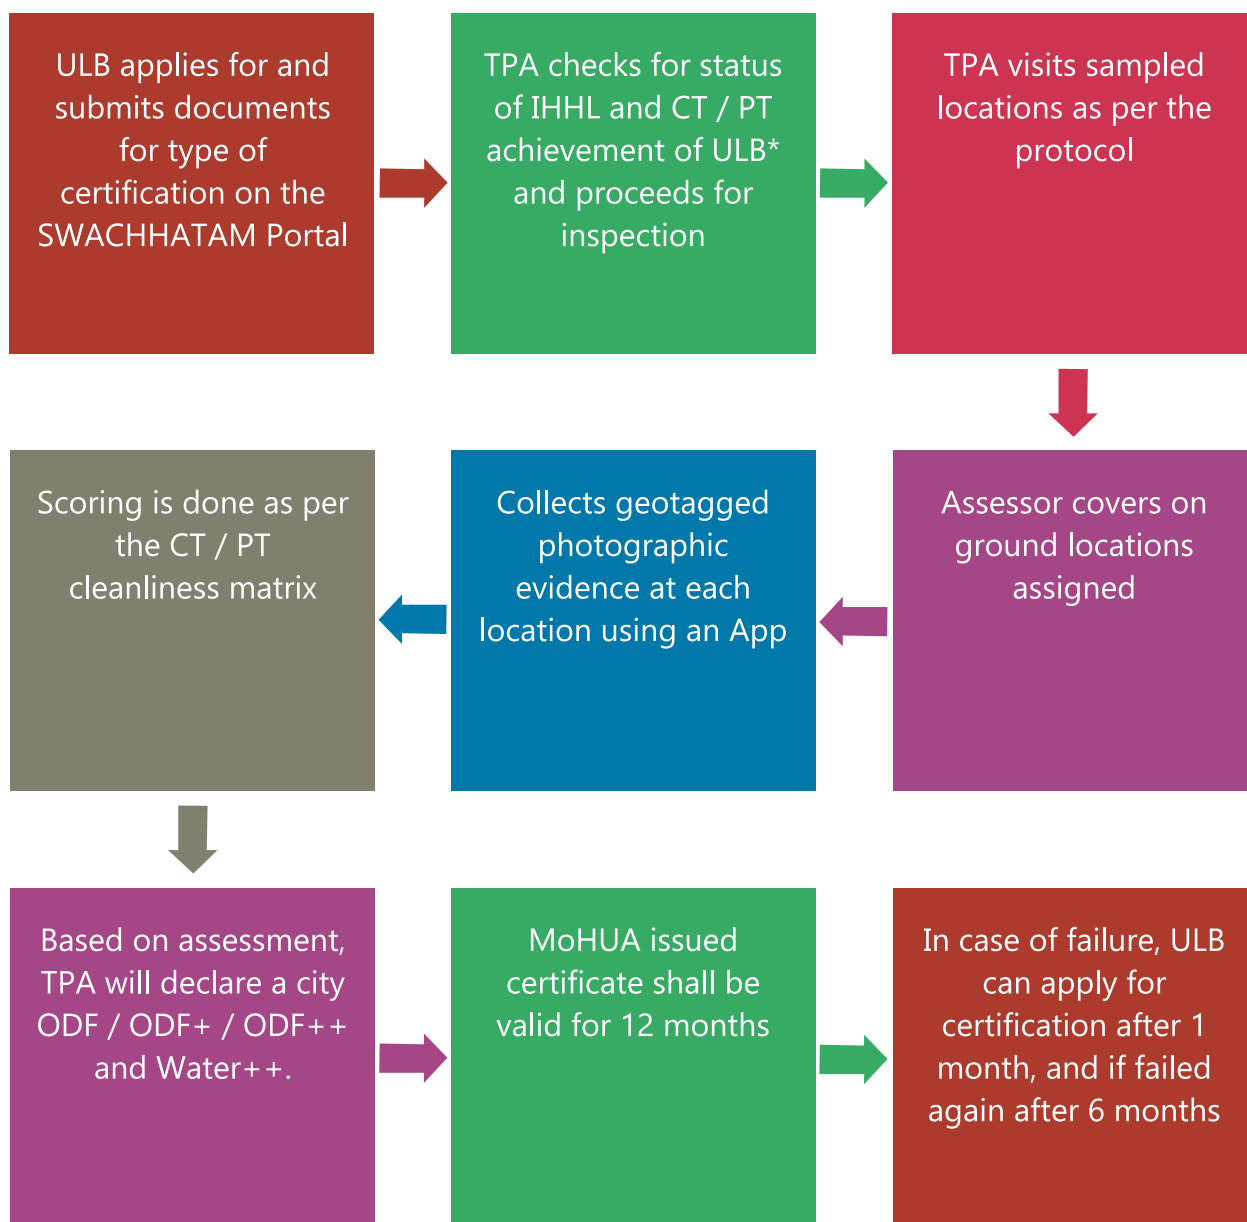 ULB applies for and
submits documents
for type of
certification on the
SWACHHATAM Portal
TPA checks for status
of IHHL and CT / PT
achievement of ULB*
and proceeds for
inspection
TPA visits sampled
locations as per the
protocol
Assessor covers on
ground locations
assigned
Collects geotagged
photographic
evidence at each
location using an App
Scoring is done as per
the CT / PT
cleanliness matrix
Based on assessment,
TPA will declare a city
ODF / ODF+ / ODF++
and Water++.
MoHUA issued
certificate shall be
valid for 12 months
In case of failure, ULB
can apply for
certification after 1
month, and if failed
again after 6 months